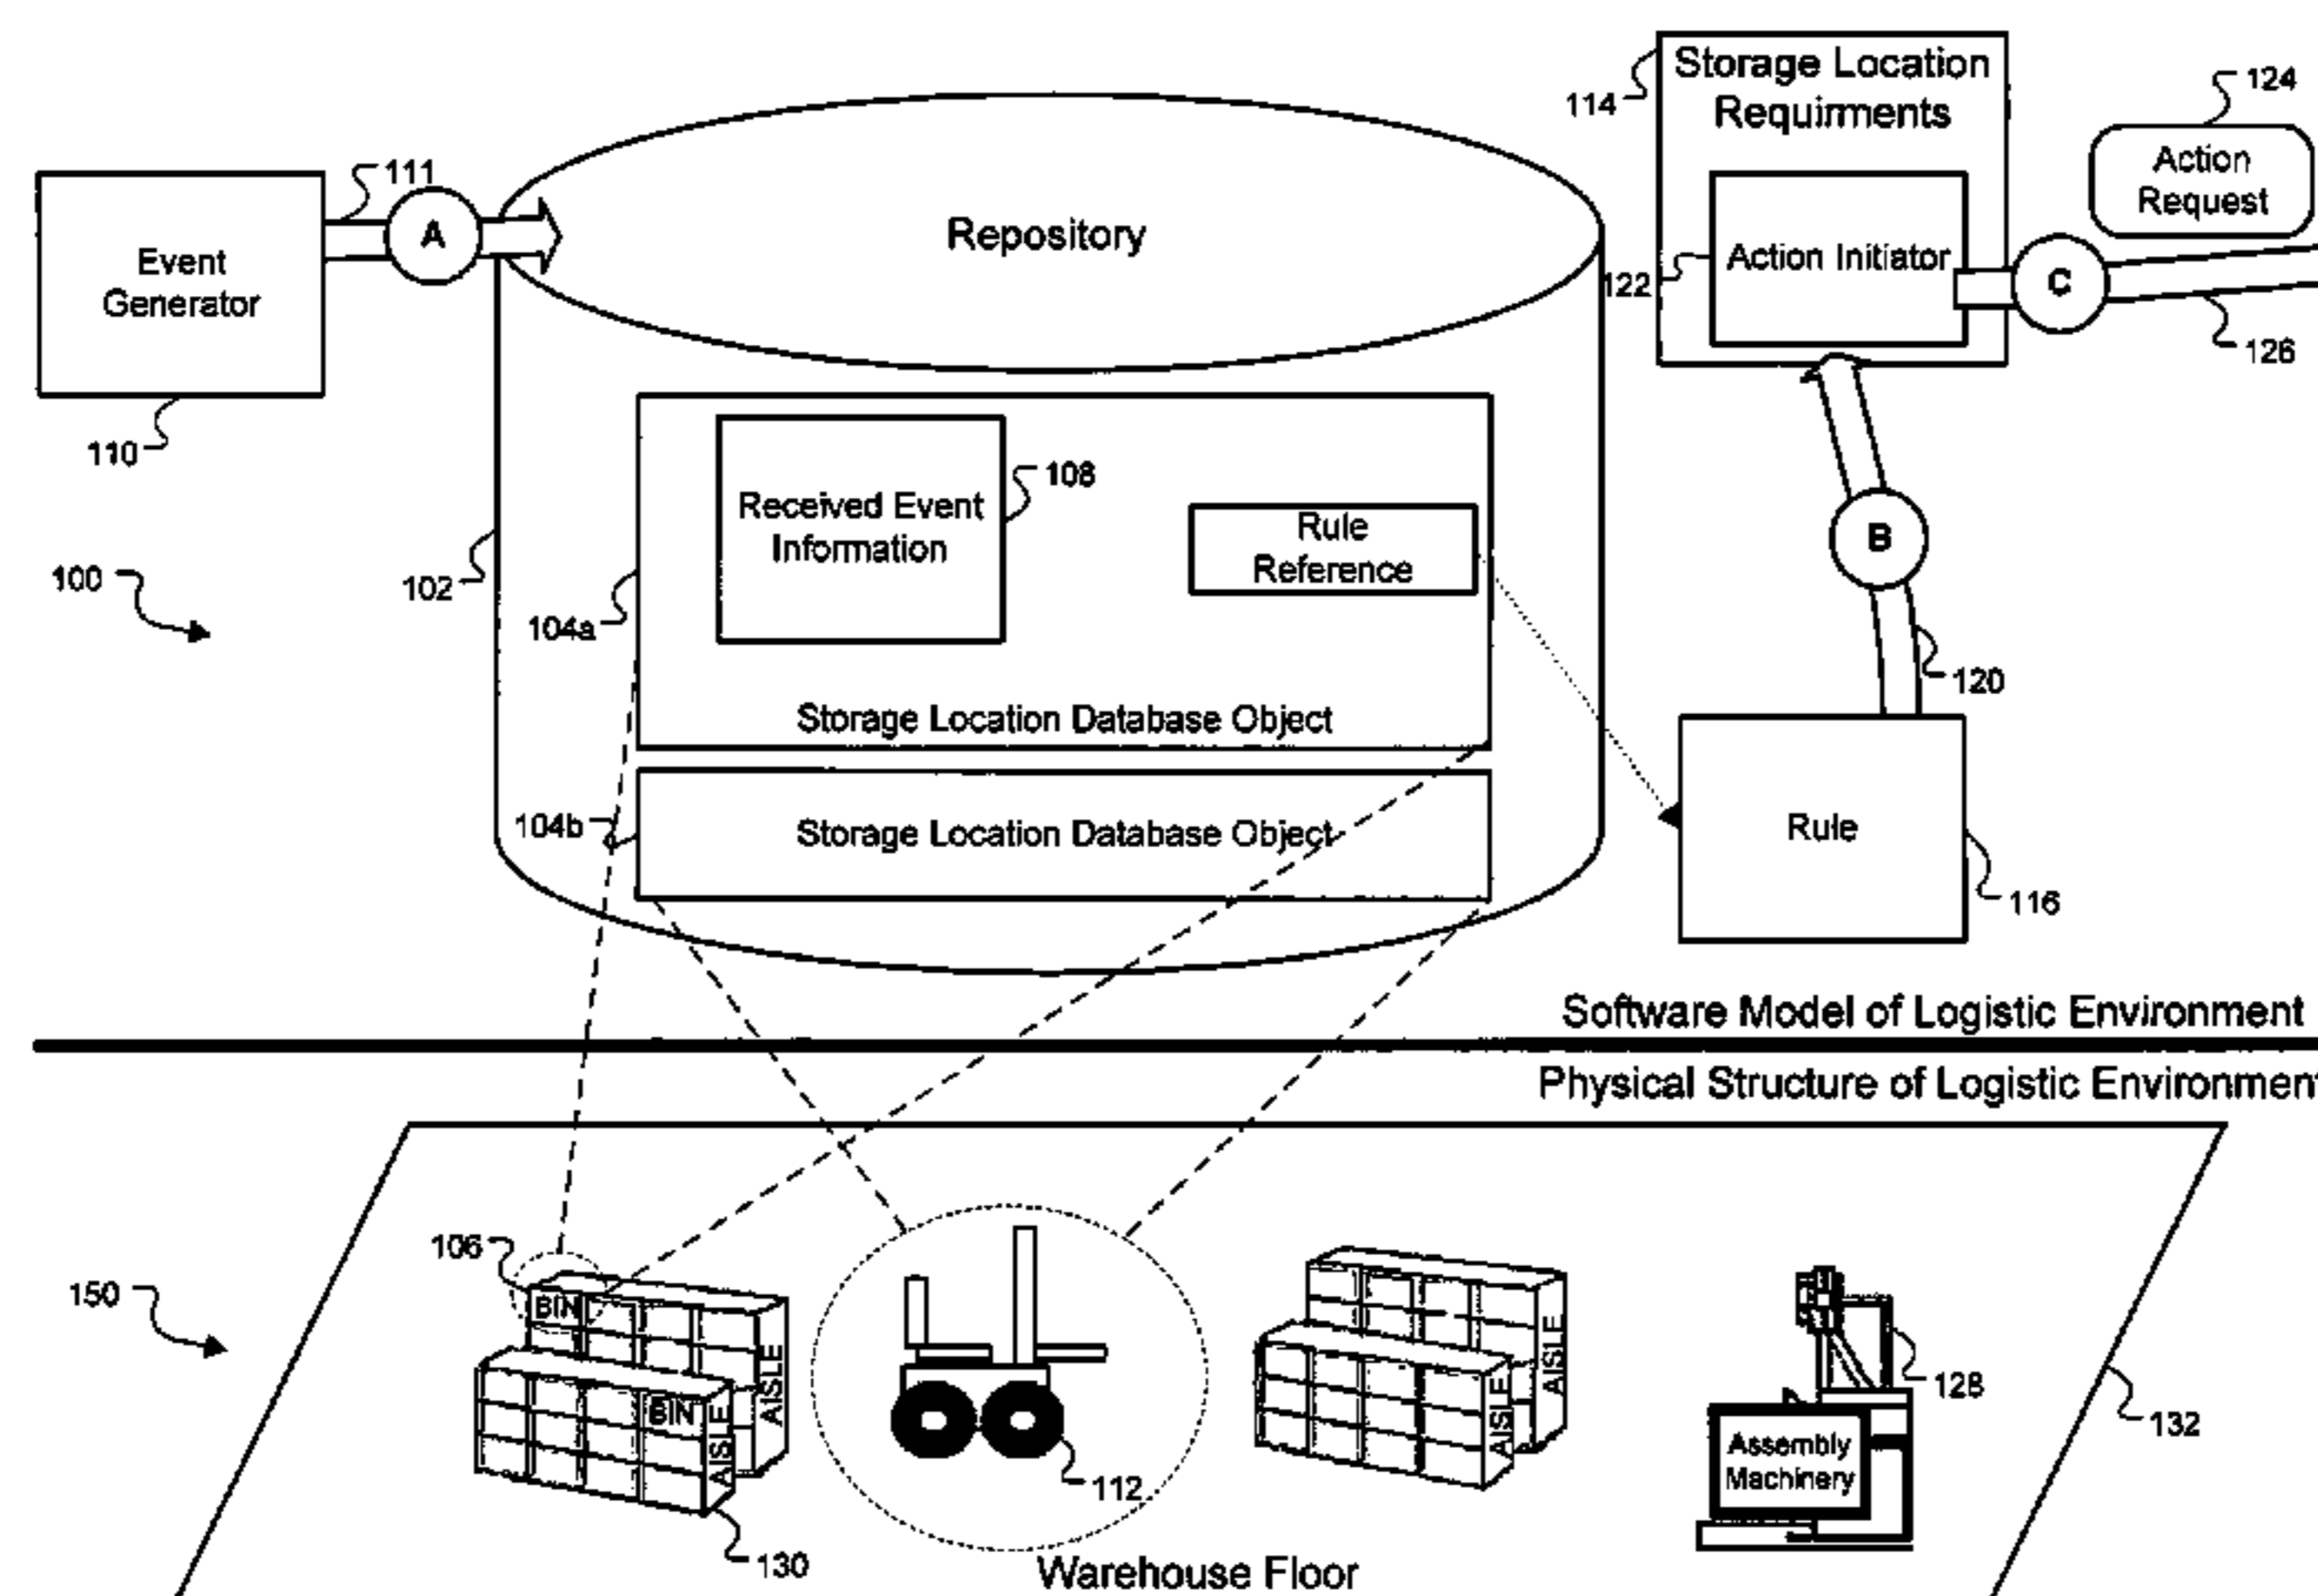 Storage Location
Requirments
114
124
Action
Request
111
A
Event
Generator
Repository
122
Action Initiator
C
126
110
Received Event
Information
108
Rule
Reference
B
100
102
104a
120
Storage Location Database Object
104b
Storage Location Database Object
Rule
116
Software Model of Logistic Environment
Physical Structure of Logistic Environment
106
150
BIN
AISLE
BIN
AISLE
130
112
AISLE
AISLE
128
132
Assembly
Machinery
Warehouse Floor